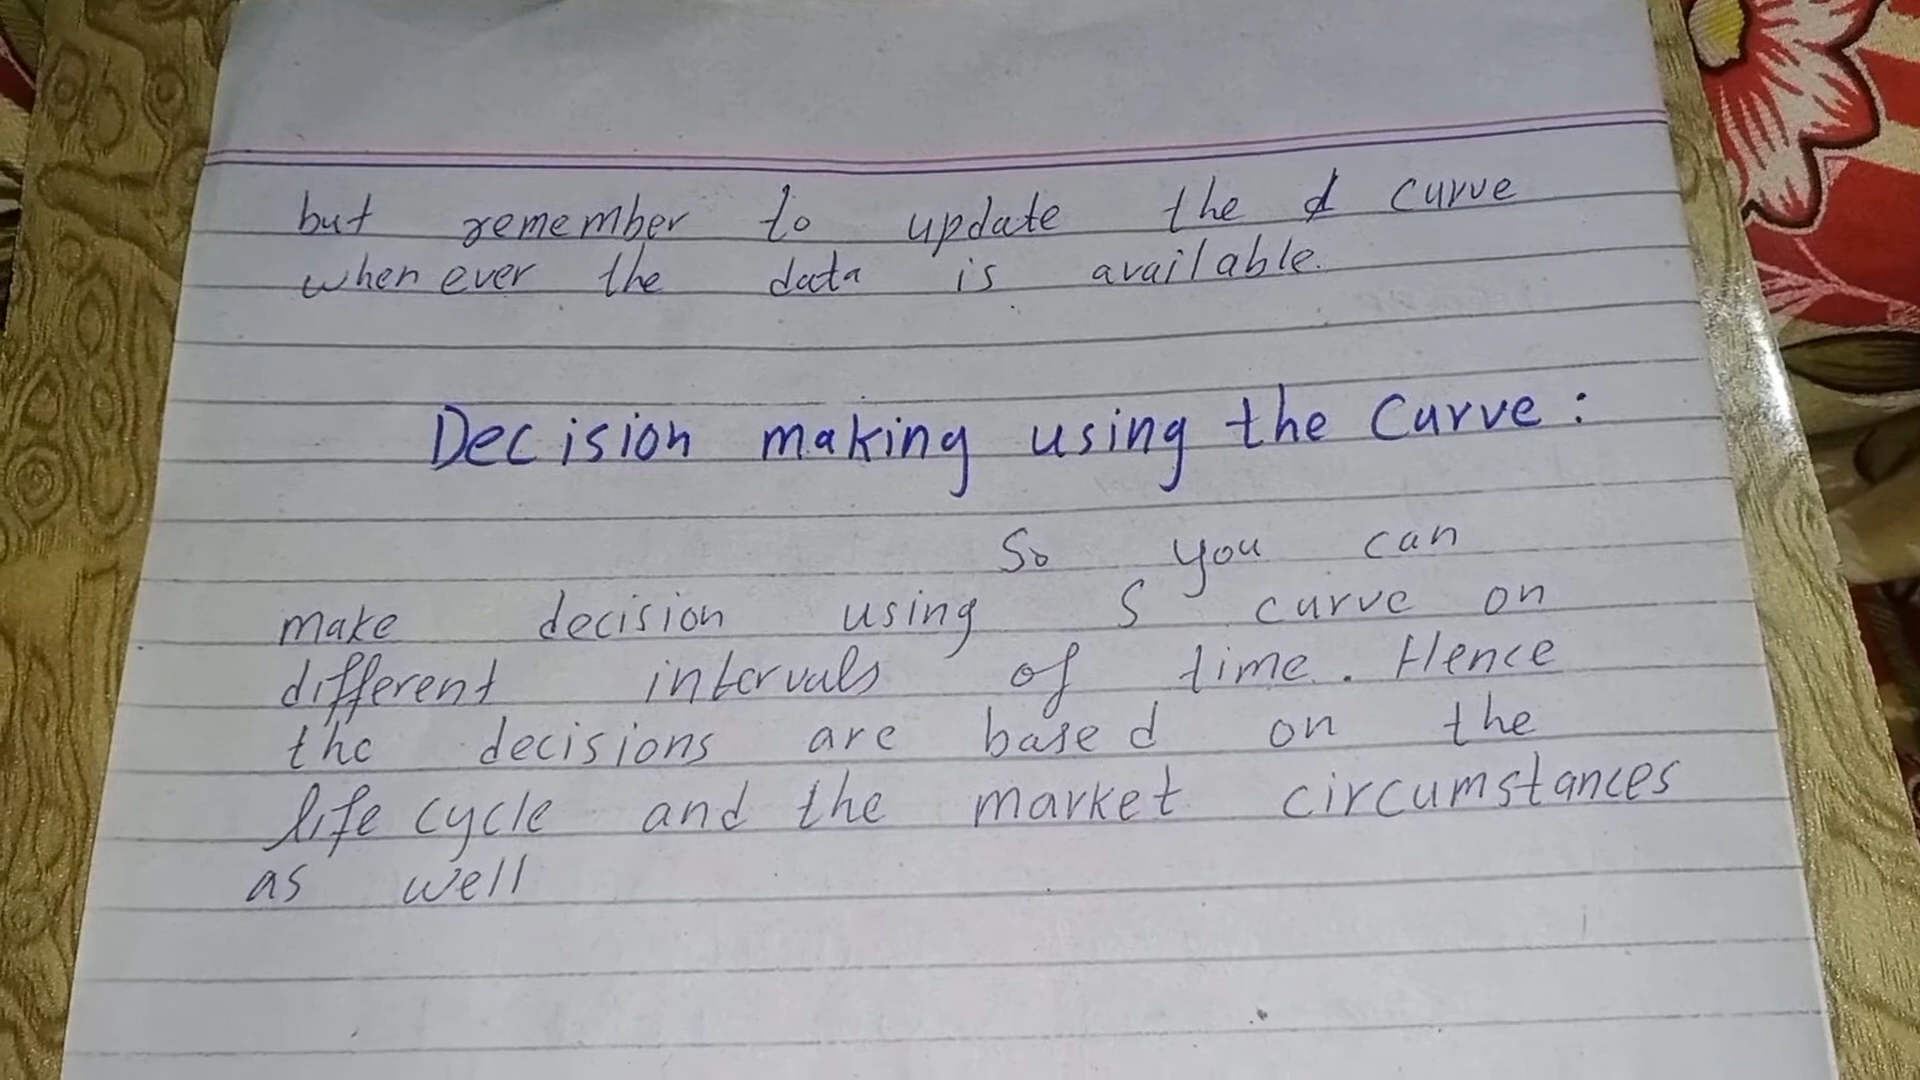 but remember to update the curve
when ever the data is available.
Decision making using the Curve :
So you can
make decision using S curve on
different intervals of time. Hence
the decisions are based on the
life cycle and the market circumstances
as well